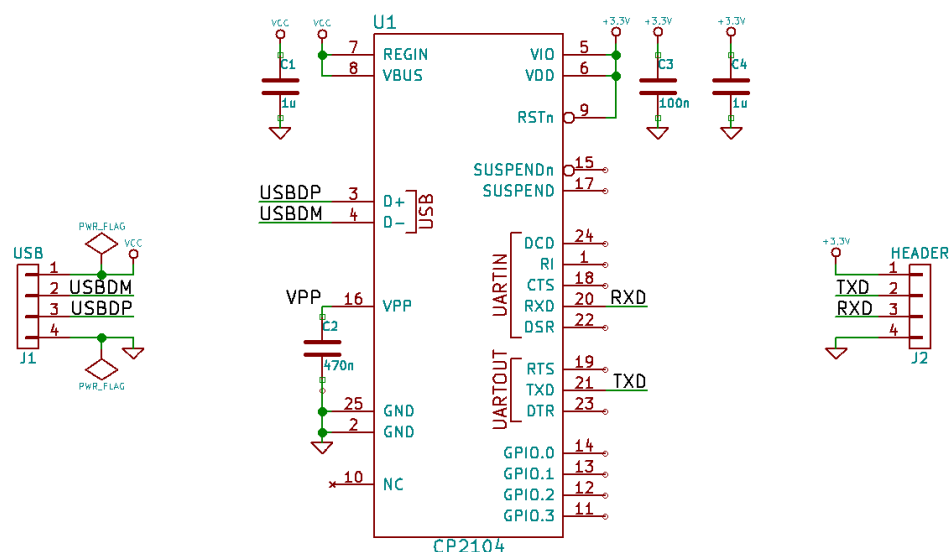 VCC
VCC
U1
+3.3V
+3.3V
+3.3V
C1
1u
7 REGIN
8 VBUS
VIO 5
VDD 6
C3
100n
C4
1u
RSTn 9
SUSPENDn 15
SUSPEND 17
USBDP 3 D+
USBDM 4 D-
USB
PWR_FLAG
VCC
USB
1
2 USBDM
3 USBDP
4
J1
PWR_FLAG
VPP 16 VPP
C2
470n
25 GND
2 GND
10 NC
UARTIN
DCD 24
RI 1
CTS 18
RXD 20 RXD
DSR 22
UARTOUT
RTS 19
TXD 21 TXD
DTR 23
GPIO.0 14
GPIO.1 13
GPIO.2 12
GPIO.3 11
CP2104
+3.3V
HEADER
1
TXD 2
RXD 3
4
J2